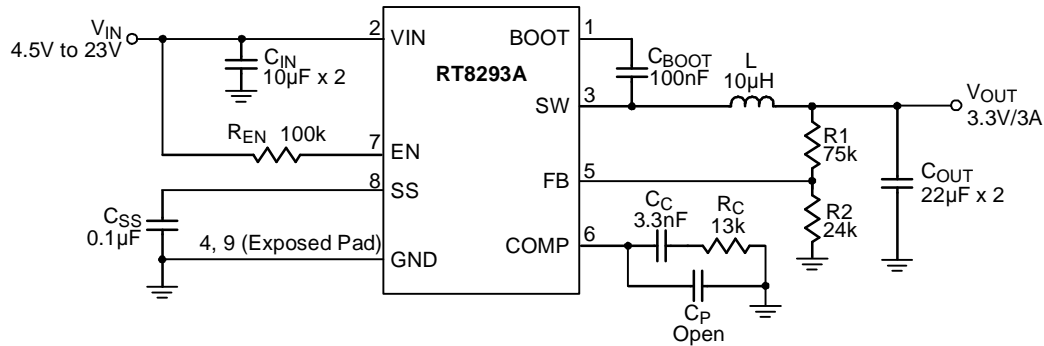 VIN
4.5V to 23V
CIN
10µF x 2
REN 100k
CSS
0.1µF
2
7
8
4, 9 (Exposed Pad)
VIN
EN
SS
GND
RT8293A
BOOT
SW
FB
COMP
1
3
5
6
CBOOT
100nF
L
10µH
VOUT
3.3V/3A
R1
75k
COUT
22µF x 2
R2
24k
CC
3.3nF
RC
13k
CP
Open